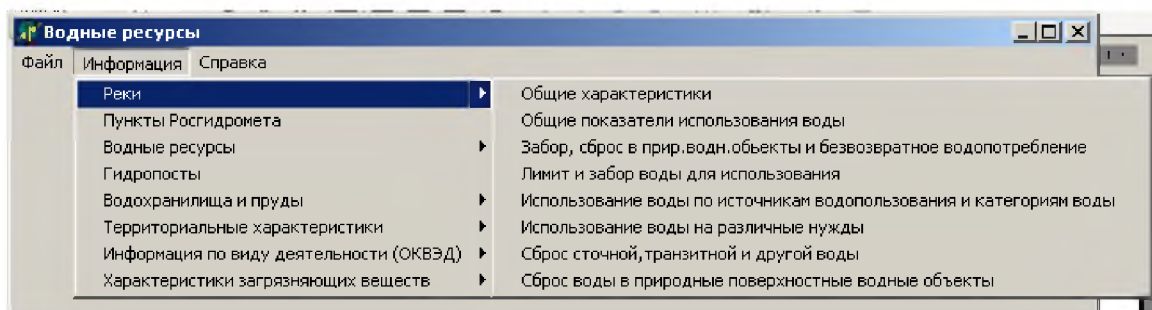 Водные ресурсы
Файл Информация Справка
Реки
Пункты Росгидромета
Водные ресурсы
Гидропосты
Водохранилища и пруды
Территориальные характеристики
Информация по виду деятельности (ОКВЭД)
Характеристики загрязняющих веществ
Общие характеристики
Общие показатели использования воды
Забор, сброс в прир.водн.обьекты и безвозвратное водопотребление
Лимит и забор воды для использования
Использование воды по источникам водопользования и категориям воды
Использование воды на различные нужды
Сброс сточной,транзитной и другой воды
Сброс воды в природные поверхностные водные объекты